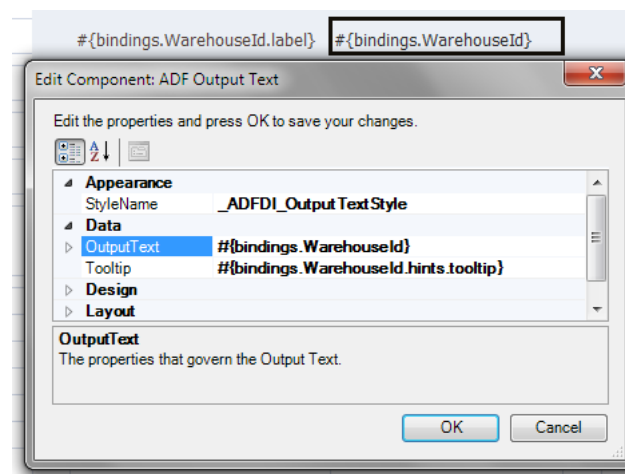 #{bindings.WarehouseId.label} #{bindings.WarehouseId}
Edit Component: ADF Output Text
Edit the properties and press OK to save your changes.
Appearance
StyleName _ADFDI_OutputTextStyle
Data
OutputText #{bindings.WarehouseId}
Tooltip #{bindings.WarehouseId.hints.tooltip}
Design
Layout
OutputText
The properties that govern the Output Text.
OK Cancel